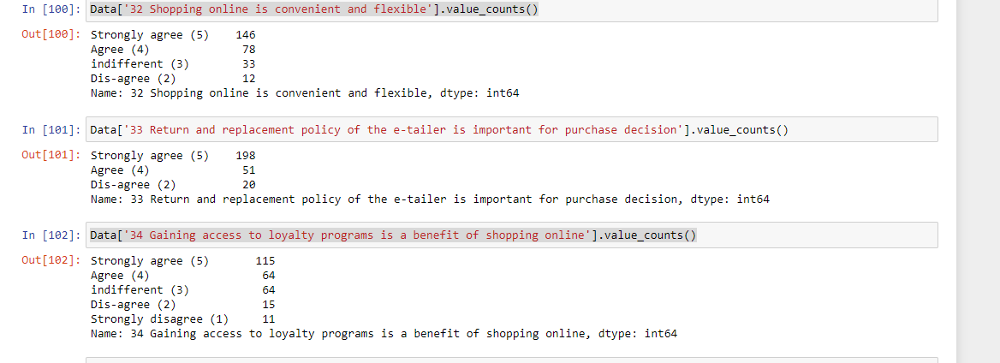 In [100]: Data['32 Shopping online is convenient and flexible'].value_counts()
Out[100]: Strongly agree (5)    146
Agree (4)              78
indifferent (3)        33
Dis-agree (2)          12
Name: 32 Shopping online is convenient and flexible, dtype: int64
In [101]: Data['33 Return and replacement policy of the e-tailer is important for purchase decision'].value_counts()
Out[101]: Strongly agree (5)    198
Agree (4)              51
Dis-agree (2)          20
Name: 33 Return and replacement policy of the e-tailer is important for purchase decision, dtype: int64
In [102]: Data['34 Gaining access to loyalty programs is a benefit of shopping online'].value_counts()
Out[102]: Strongly agree (5)       115
Agree (4)                 64
indifferent (3)           64
Dis-agree (2)             15
Strongly disagree (1)     11
Name: 34 Gaining access to loyalty programs is a benefit of shopping online, dtype: int64